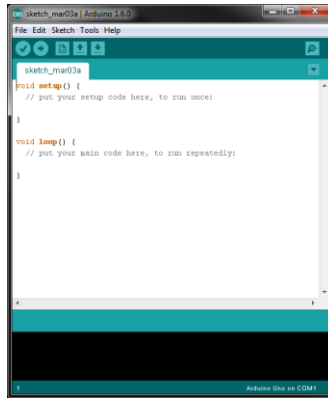 sketch_mar03a | Arduino 1.6.0
File Edit Sketch Tools Help
sketch_mar03a
void setup() {
// put your setup code here, to run once:
}
void loop() {
// put your main code here, to run repeatedly:
}
1
Arduino Uno on COM1